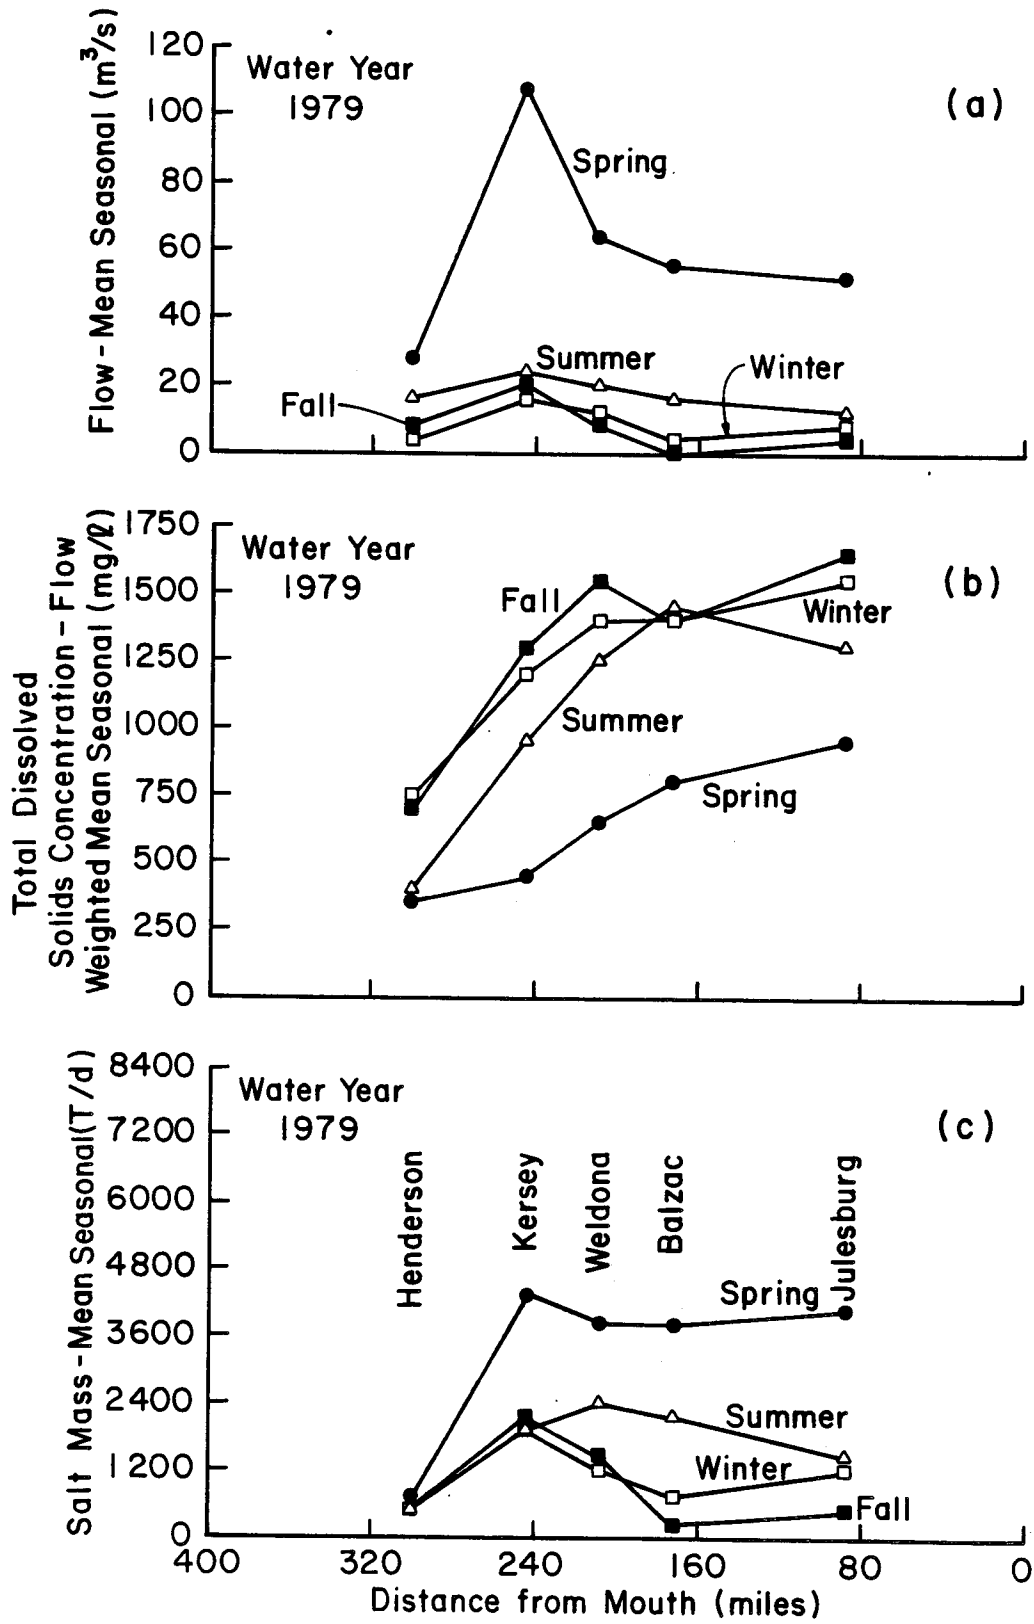 Flow - Mean Seasonal (m³/s)
120
100
80
60
40
20
0
Water Year
1979
(a)
Spring
Summer
Winter
Fall
Total Dissolved
Solids Concentration - Flow
Weighted Mean Seasonal (mg/ℓ)
1750
1500
1250
1000
750
500
250
0
Water Year
1979
(b)
Fall
Winter
Summer
Spring
Salt Mass - Mean Seasonal (T/d)
8400
7200
6000
4800
3600
2400
1200
0
Water Year
1979
(c)
Henderson
Kersey
Weldona
Balzac
Julesburg
Spring
Summer
Winter
Fall
400 320 240 160 80 0
Distance from Mouth (miles)